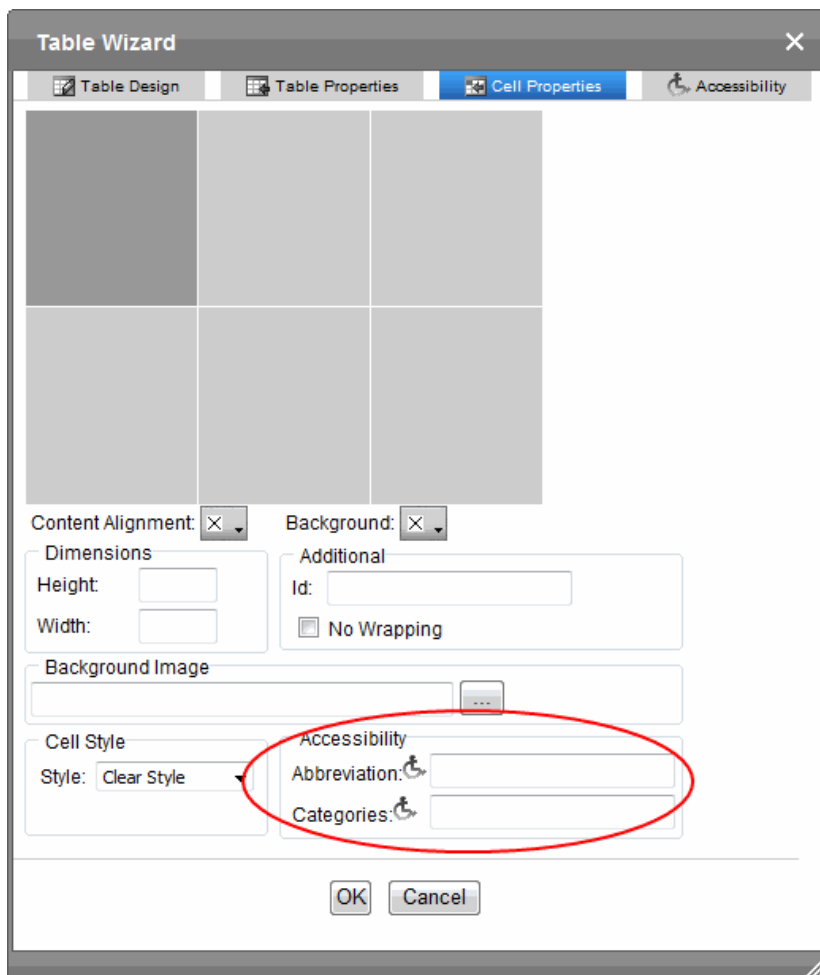 Table Wizard
Table Design Table Properties Cell Properties Accessibility
Content Alignment: Background:
Dimensions Additional
Height: Id:
Width: No Wrapping
Background Image
...
Cell Style Accessibility
Style: Clear Style Abbreviation:
Categories:
OK Cancel